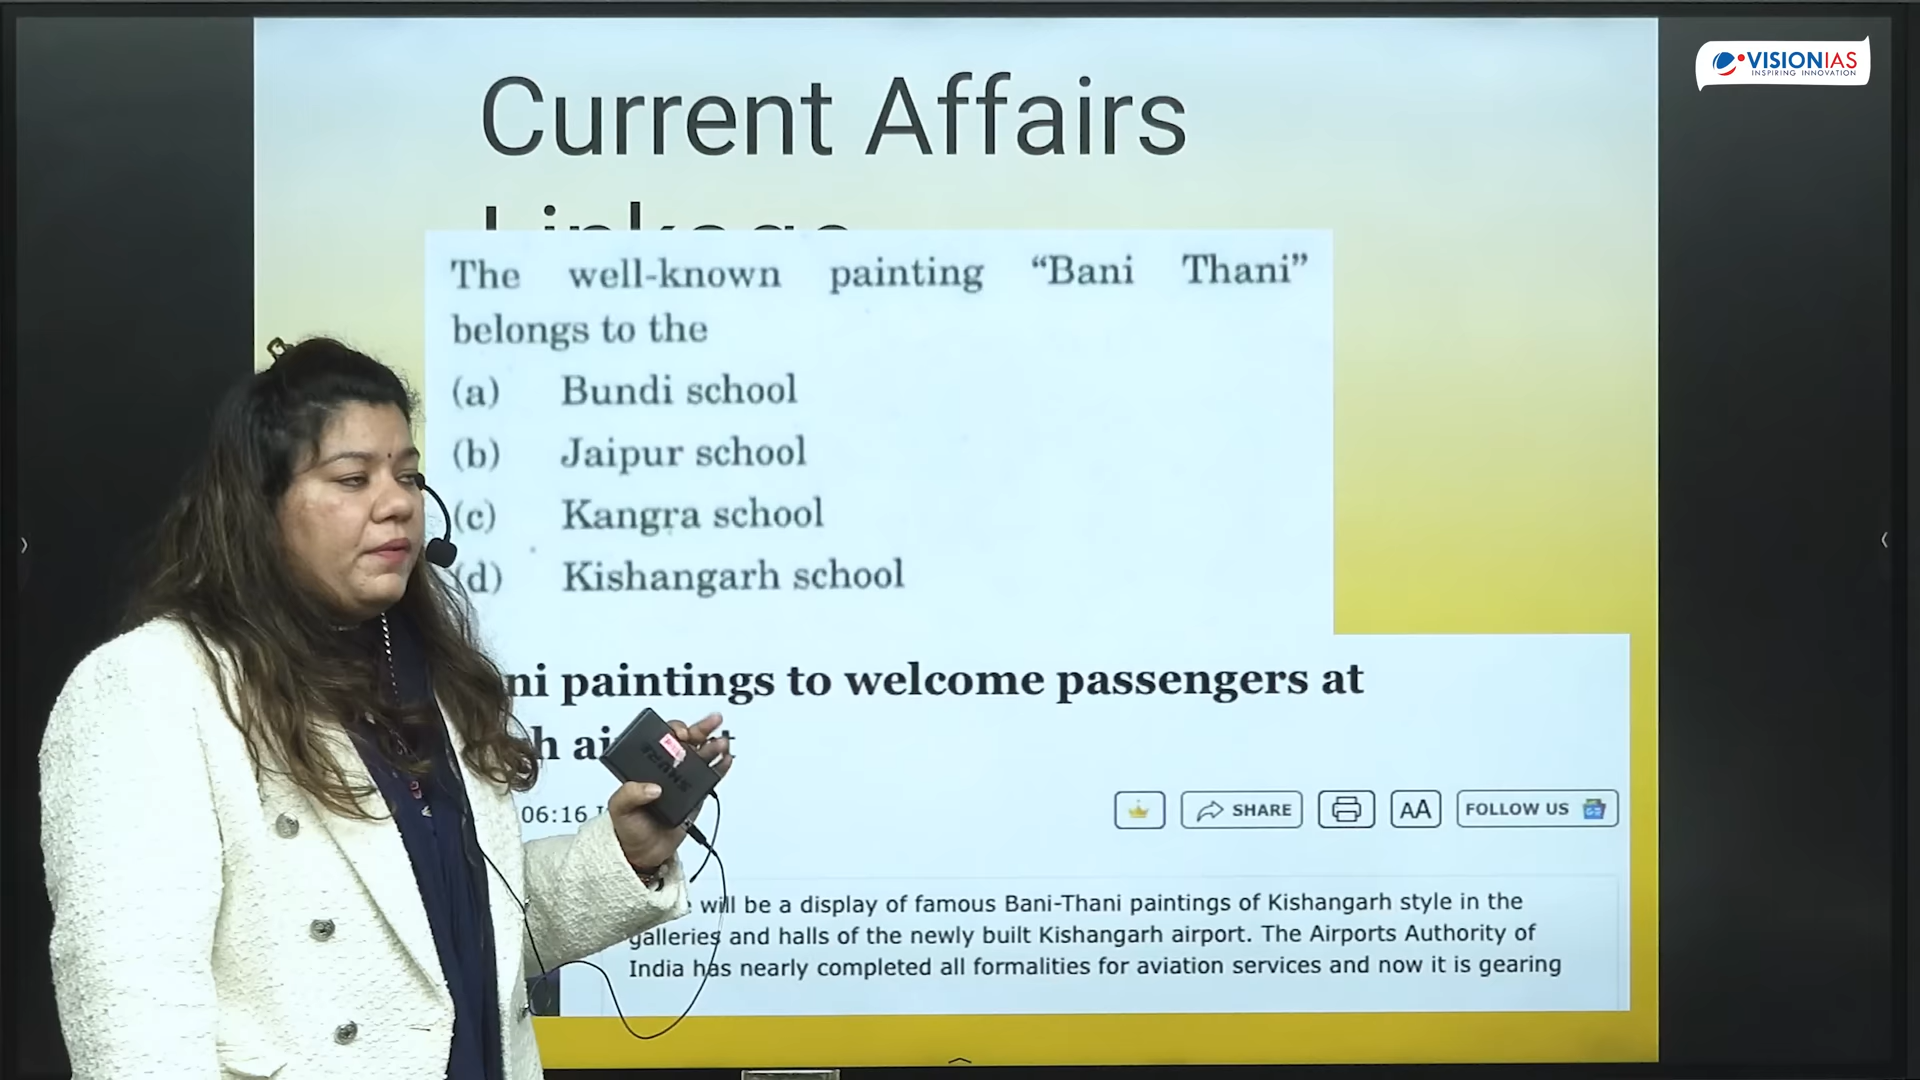 VISIONIAS
INSPIRING INNOVATION
Current Affairs
Linkage
The well-known painting “Bani Thani”
belongs to the
(a) Bundi school
(b) Jaipur school
(c) Kangra school
(d) Kishangarh school
paintings to welcome passengers at
06:16
SHARE
AA
FOLLOW US
SHURE
will be a display of famous Bani-Thani paintings of Kishangarh style in the
galleries and halls of the newly built Kishangarh airport. The Airports Authority of
India has nearly completed all formalities for aviation services and now it is gearing